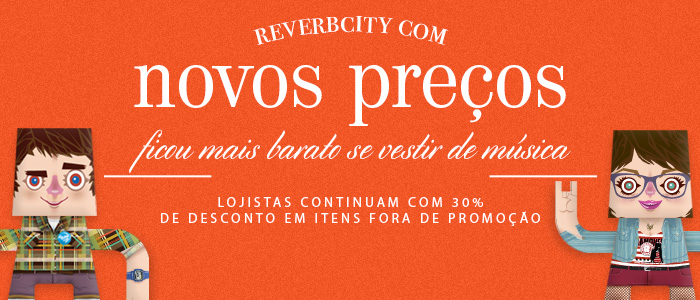 REVERBCITY COM
novos preços
ficou mais barato se vestir de música
LOJISTAS CONTINUAM COM 30%
DE DESCONTO EM ITENS FORA DE PROMOÇÃO